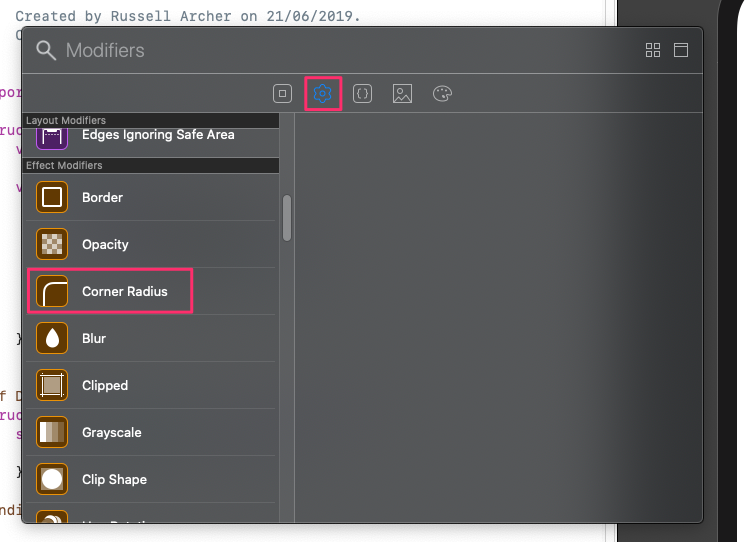 Created by Russell Archer on 21/06/2019.
Modifiers
Layout Modifiers
Edges Ignoring Safe Area
Effect Modifiers
Border
Opacity
Corner Radius
Blur
Clipped
Grayscale
Clip Shape